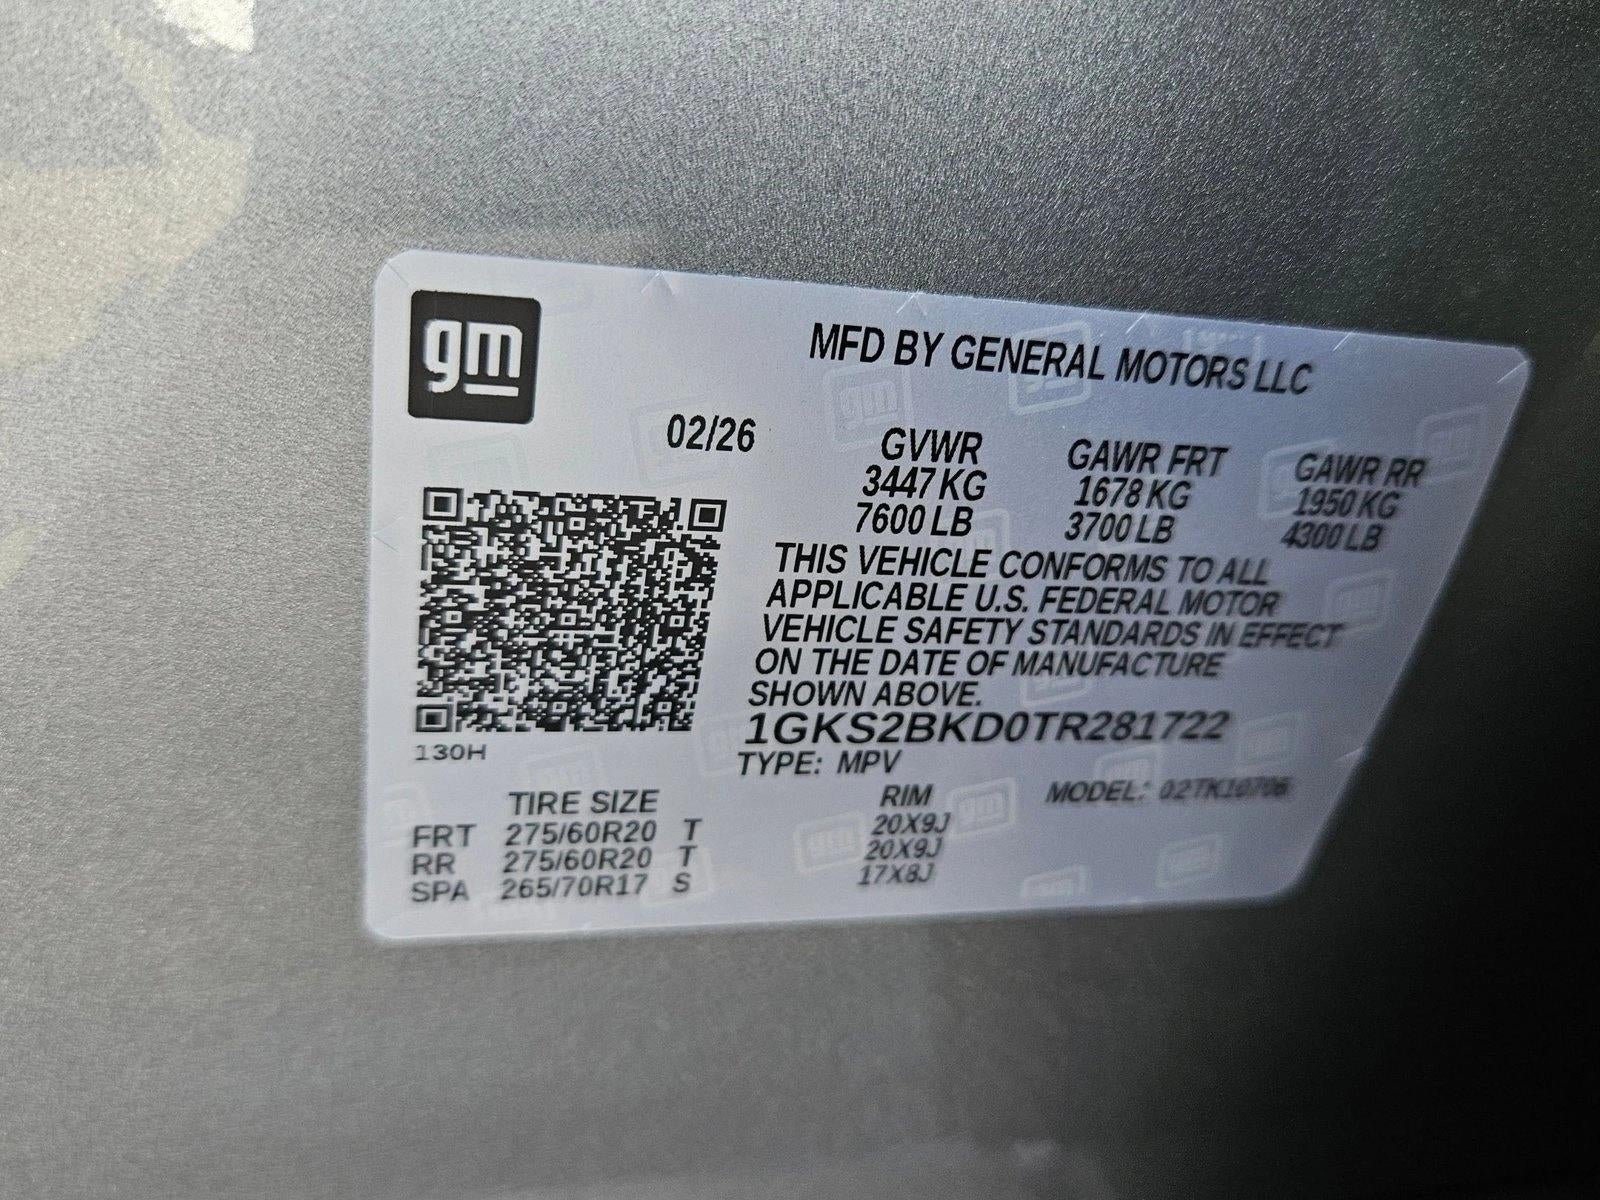 gm
MFD BY GENERAL MOTORS LLC
02/26
GVWR GAWR FRT GAWR RR
3447 KG 1678 KG 1950 KG
7600 LB 3700 LB 4300 LB
THIS VEHICLE CONFORMS TO ALL
APPLICABLE U.S. FEDERAL MOTOR
VEHICLE SAFETY STANDARDS IN EFFECT
ON THE DATE OF MANUFACTURE
SHOWN ABOVE.
1GKS2BKD0TR281722
130H
TYPE: MPV
MODEL: 02TK10706
TIRE SIZE RIM
FRT 275/60R20 T 20X9J
RR 275/60R20 T 20X9J
SPA 265/70R17 S 17X8J